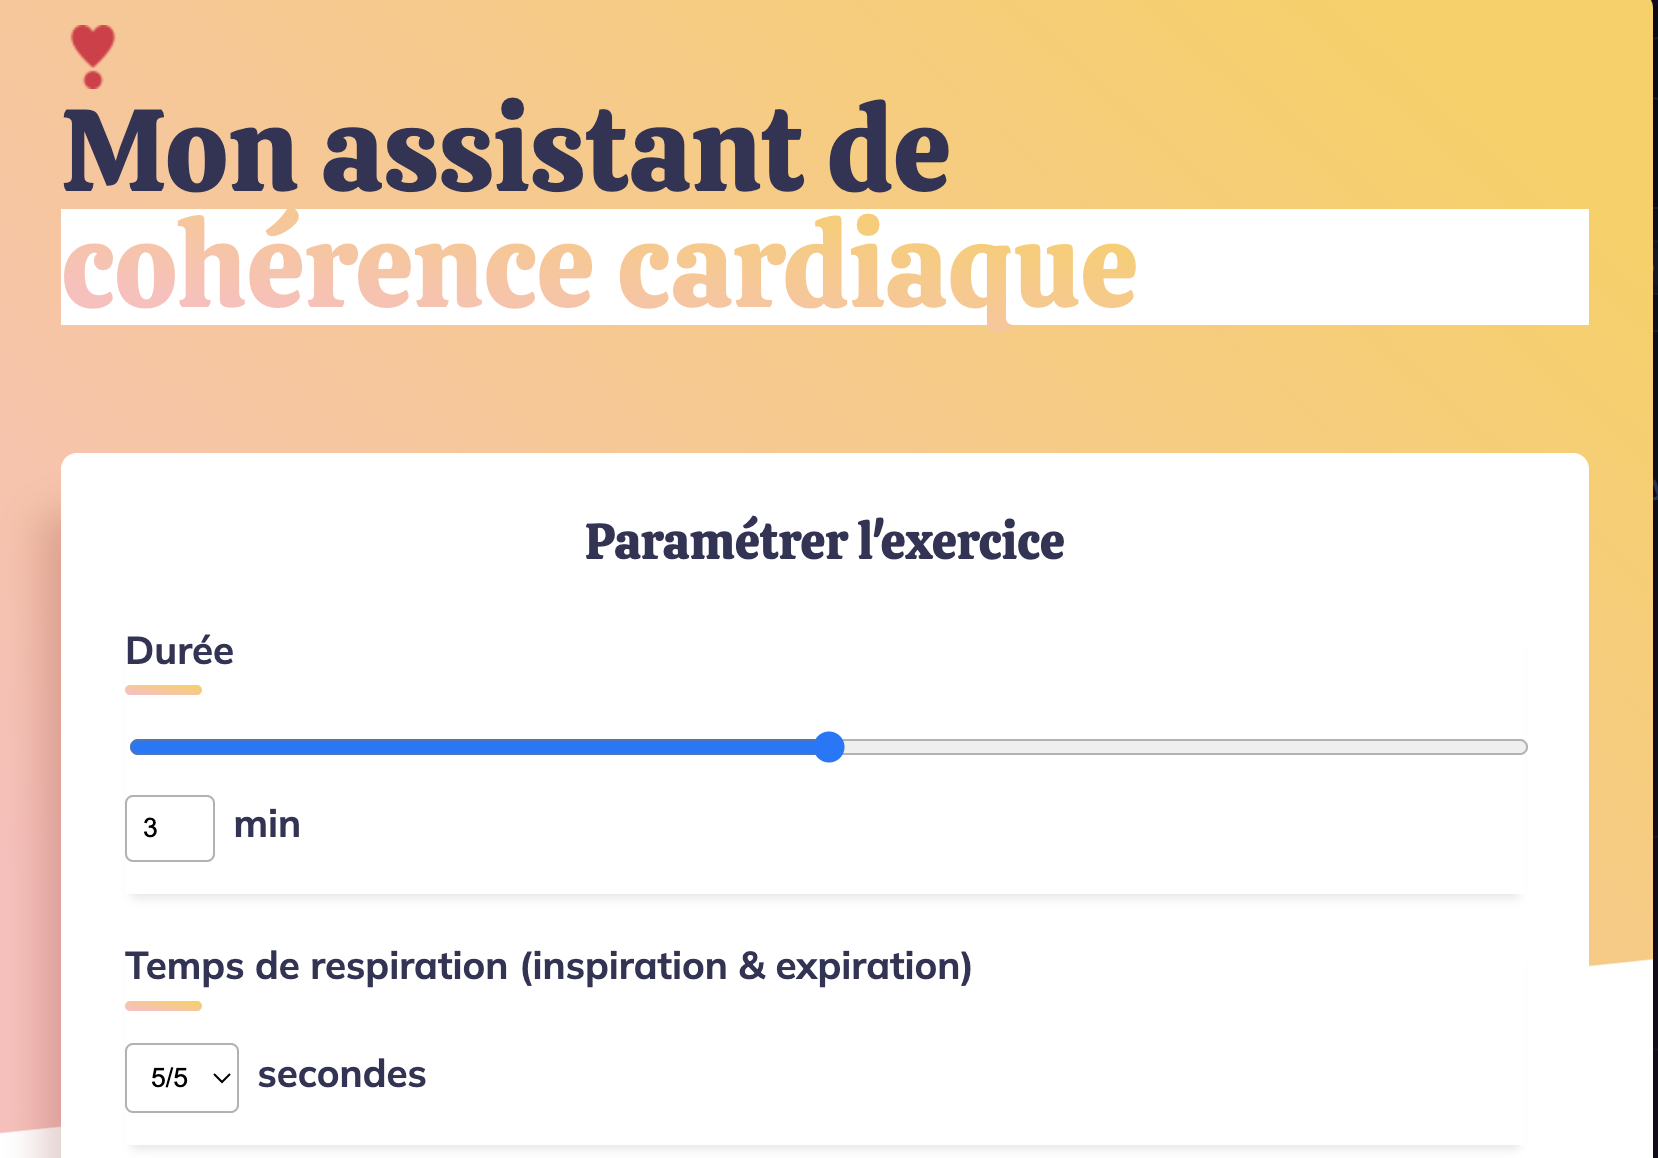 Mon assistant de
cohérence cardiaque
Paramétrer l'exercice
Durée
3 min
Temps de respiration (inspiration & expiration)
5/5 secondes